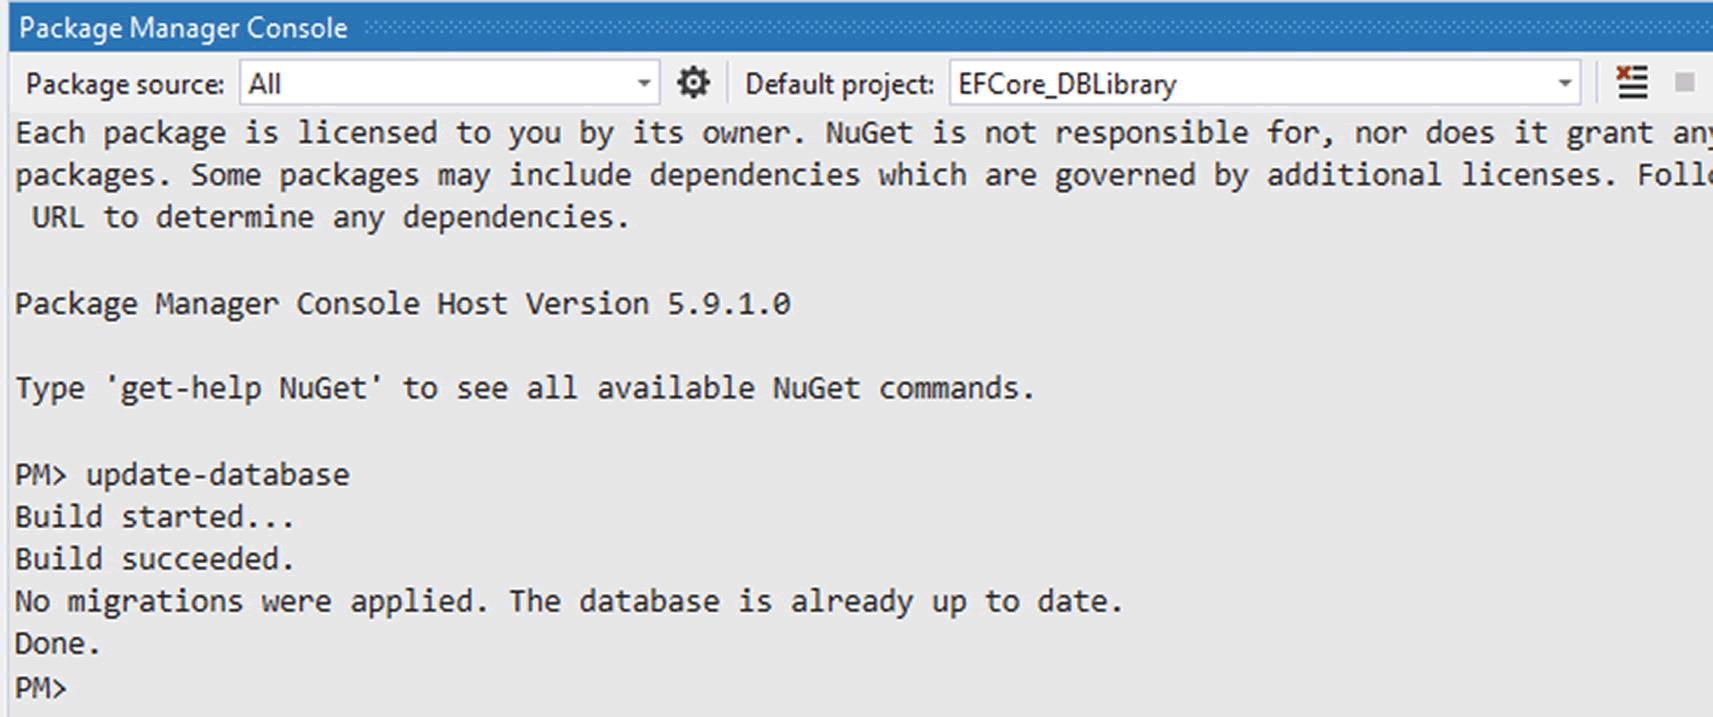 Package Manager Console
Package source: All Default project: EFCore_DBLibrary
Each package is licensed to you by its owner. NuGet is not responsible for, nor does it grant any
packages. Some packages may include dependencies which are governed by additional licenses.
URL to determine any dependencies.
Package Manager Console Host Version 5.9.1.0
Type 'get-help NuGet' to see all available NuGet commands.
PM> update-database
Build started...
Build succeeded.
No migrations were applied. The database is already up to date.
Done.
PM>